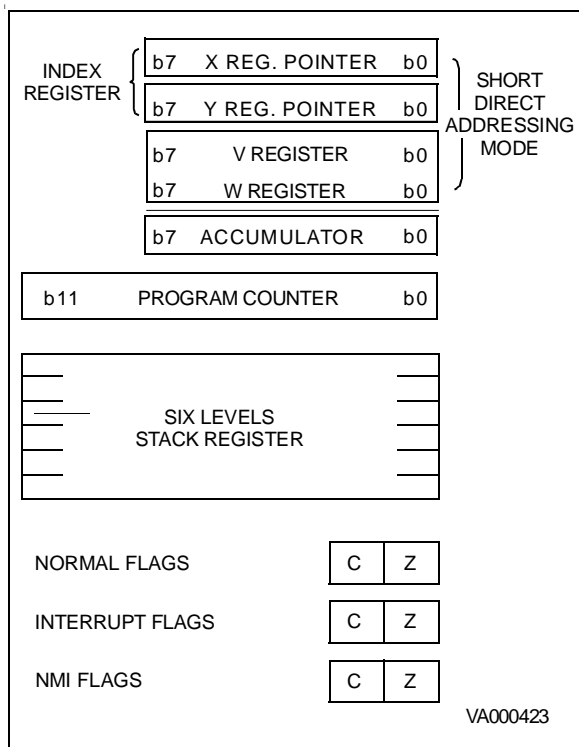 INDEX
REGISTER
b7 X REG. POINTER b0
b7 Y REG. POINTER b0
b7 V REGISTER b0
b7 W REGISTER b0
b7 ACCUMULATOR b0
SHORT
DIRECT
ADDRESSING
MODE
b11 PROGRAM COUNTER b0
SIX LEVELS
STACK REGISTER
NORMAL FLAGS C Z
INTERRUPT FLAGS C Z
NMI FLAGS C Z
VA000423